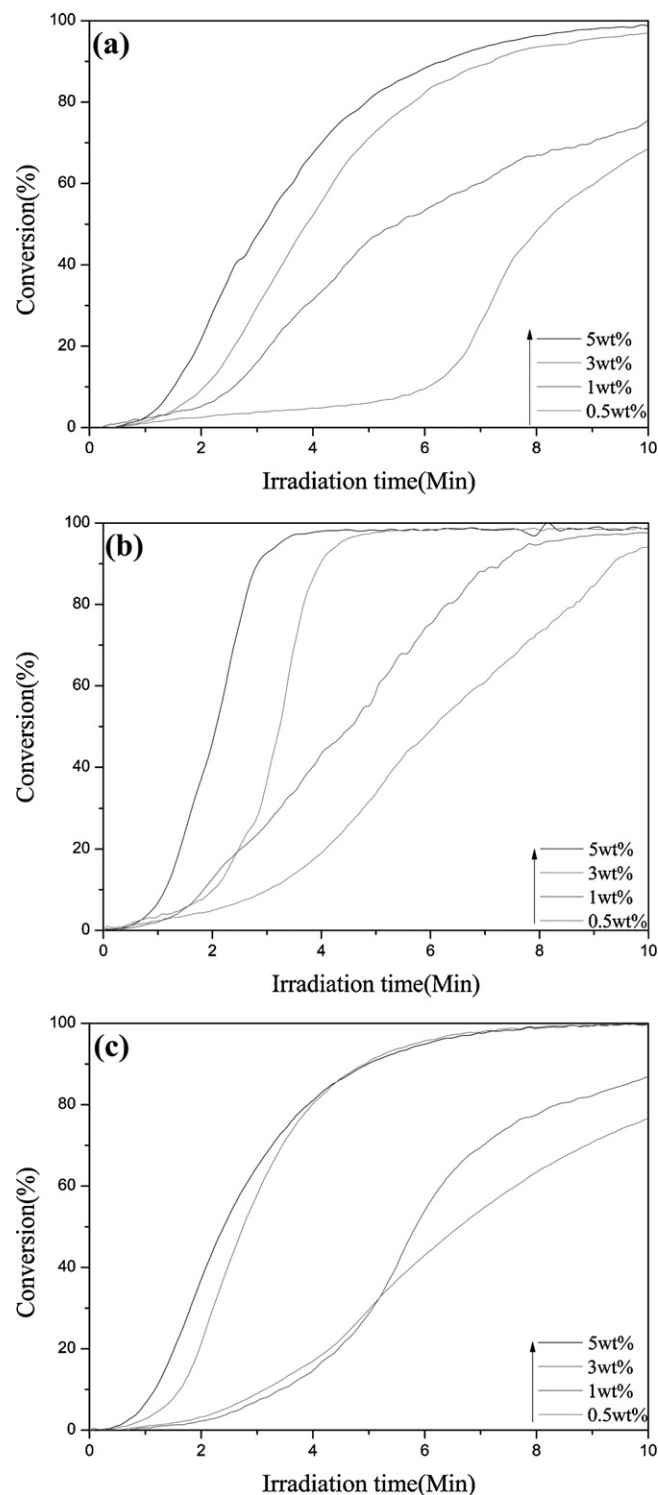 (a)
100
80
60
40
20
0
Conversion(%)
5wt%
3wt%
1wt%
0.5wt%
0 2 4 6 8 10
Irradiation time(Min)
(b)
100
80
60
40
20
0
Conversion(%)
5wt%
3wt%
1wt%
0.5wt%
0 2 4 6 8 10
Irradiation time(Min)
(c)
100
80
60
40
20
0
Conversion(%)
5wt%
3wt%
1wt%
0.5wt%
0 2 4 6 8 10
Irradiation time(Min)